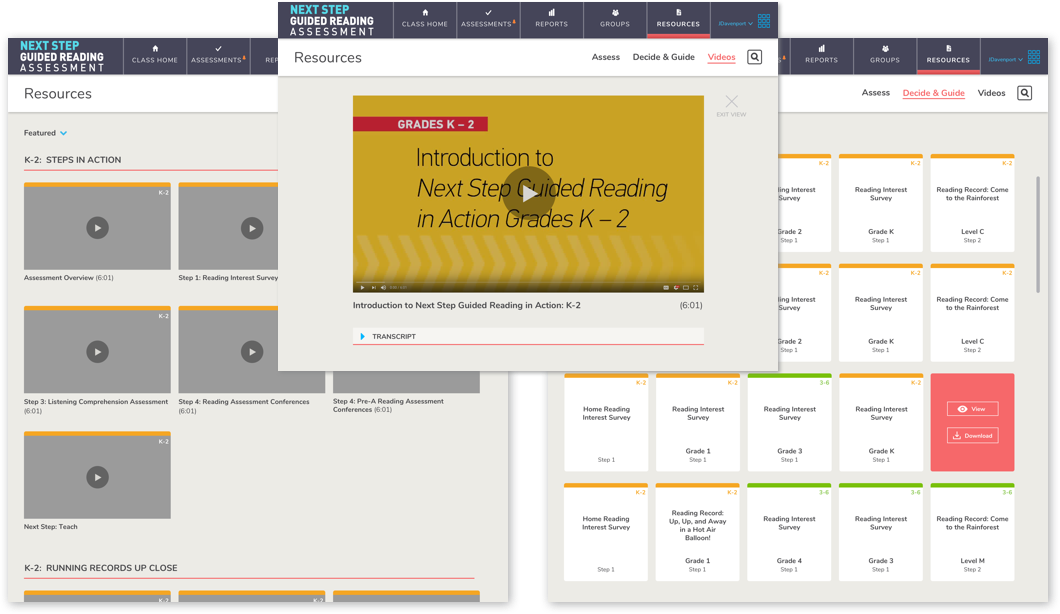 NEXT STEP
GUIDED READING
ASSESSMENT
CLASS HOME
ASSESSMENTS
REPORTS
GROUPS
RESOURCES
JDavenport
Resources
Assess
Decide & Guide
Videos
EXIT VIEW
GRADES K – 2
Introduction to
Next Step Guided Reading
in Action Grades K – 2
Introduction to Next Step Guided Reading in Action: K-2
(6:01)
TRANSCRIPT
NEXT STEP
GUIDED READING
ASSESSMENT
CLASS HOME
ASSESSMENTS
REP
Resources
Featured
K-2: STEPS IN ACTION
K-2
Assessment Overview (6:01)
Step 1: Reading Interest Survey
K-2
Step 3: Listening Comprehension Assessment
(6:01)
Step 4: Reading Assessment Conferences
(6:01)
Step 4: Pre-A Reading Assessment
Conferences (6:01)
K-2
Next Step: Teach
K-2: RUNNING RECORDS UP CLOSE
K-2
K-2
REPORTS
GROUPS
RESOURCES
JDavenport
Assess
Decide & Guide
Videos
K-2
ding Interest
Survey
rade 2
Step 1
K-2
Reading Interest
Survey
Grade K
Step 1
K-2
Reading Record: Come
to the Rainforest
Level C
Step 2
K-2
ding Interest
Survey
rade 2
Step 1
K-2
Reading Interest
Survey
Grade K
Step 1
K-2
Reading Record: Come
to the Rainforest
Level C
Step 2
K-2
Home Reading
Interest Survey
Step 1
K-2
Reading Interest
Survey
Grade 1
Step 1
3-6
Reading Interest
Survey
Grade 3
Step 1
K-2
Reading Interest
Survey
Grade K
Step 1
View
Download
K-2
Home Reading
Interest Survey
Step 1
K-2
Reading Record:
Up, Up, and Away
in a Hot Air
Balloon!
Grade 1
Step 1
3-6
Reading Interest
Survey
Grade 4
Step 1
3-6
Reading Interest
Survey
Grade 3
Step 1
3-6
Reading Record: Come
to the Rainforest
Level M
Step 2